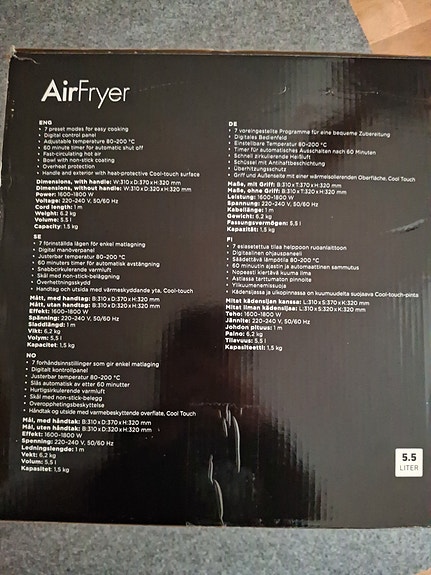 AirFryer
ENG
• 7 preset modes for easy cooking
• Digital control panel
• Adjustable temperature 80-200 °C
• 60 minute timer for automatic shut off
• Fast-circulating hot air
• Bowl with non-stick coating
• Overheat protection
• Handle and exterior with heat-protective Cool-touch surface
Dimensions, with handle: W:310 x D:370 x H:320 mm
Dimensions, without handle: W:310 x D:320 x H:320 mm
Power: 1600-1800 W
Voltage: 220-240 V, 50/60 Hz
Cord length: 1 m
Weight: 6.2 kg
Volume: 5.5 l
Capacity: 1.5 kg
SE
• 7 förinställda lägen för enkel matlagning
• Digital manöverpanel
• Justerbar temperatur 80-200 °C
• 60 minuters timer för automatisk avstängning
• Snabbcirkulerande varmluft
• Skål med non-stick-beläggning
• Överhettningsskydd
• Handtag och utsida med värmeskyddande yta, Cool-touch
Mått, med handtag: B:310 x D:370 x H:320 mm
Mått, utan handtag: B:310 x D:320 x H:320 mm
Effekt: 1600-1800 W
Spänning: 220-240 V, 50/60 Hz
Sladdlängd: 1 m
Vikt: 6,2 kg
Volym: 5,5 l
Kapacitet: 1,5 kg
NO
• 7 forhåndsinnstillinger som gir enkel matlaging
• Digitalt kontrollpanel
• Justerbar temperatur 80-200 °C
• Slås automatisk av etter 60 minutter
• Hurtigsirkulerende varmluft
• Skål med non-stick-belegg
• Overopphetingsbeskyttelse
• Håndtak og utside med varmebeskyttende overflate, Cool Touch
Mål, med håndtak: B:310 x D:370 x H:320 mm
Mål, uten håndtak: B:310 x D:320 x H:320 mm
Effekt: 1600-1800 W
Spenning: 220-240 V, 50/60 Hz
Ledningslengde: 1 m
Vekt: 6,2 kg
Volum: 5,5 l
Kapasitet: 1,5 kg
DE
• 7 voreingestellte Programme für eine bequeme Zubereitung
• Digitales Bedienfeld
• Einstellbare Temperatur 80-200 °C
• Timer für automatisches Ausschalten nach 60 Minuten
• Schnell zirkulierende Heißluft
• Schüssel mit Antihaftbeschichtung
• Überhitzungsschutz
• Griff und Außenseite mit einer wärmeisolierenden Oberfläche, Cool Touch
Maße, mit Griff: B:310 x T:370 x H:320 mm
Maße, ohne Griff: B:310 x T:320 x H:320 mm
Leistung: 1600-1800 W
Spannung: 220-240 V, 50/60 Hz
Kabellänge: 1 m
Gewicht: 6,2 kg
Fassungsvermögen: 5,5 l
Kapazität: 1,5 kg
FI
• 7 esiasetettua tilaa helppoon ruoanlaittoon
• Digitaalinen ohjauspaneeli
• Säädettävä lämpötila 80-200 °C
• 60 minuutin ajastin ja automaattinen sammutus
• Nopeasti kiertävä kuuma ilma
• Astiassa tarttumaton pinnoite
• Ylikuumenemissuoja
• Kädensijassa ja ulkopinnassa on kuumuudelta suojaava Cool-touch-pinta
Mitat kädensijan kanssa: L:310 x S:370 x K:320 mm
Mitat ilman kädensijaa: L:310 x S:320 x K:320 mm
Teho: 1600-1800 W
Jännite: 220-240 V, 50/60 Hz
Johdon pituus: 1 m
Paino: 6,2 kg
Tilavuus: 5,5 l
Kapasiteetti: 1,5 kg
5.5
LITER